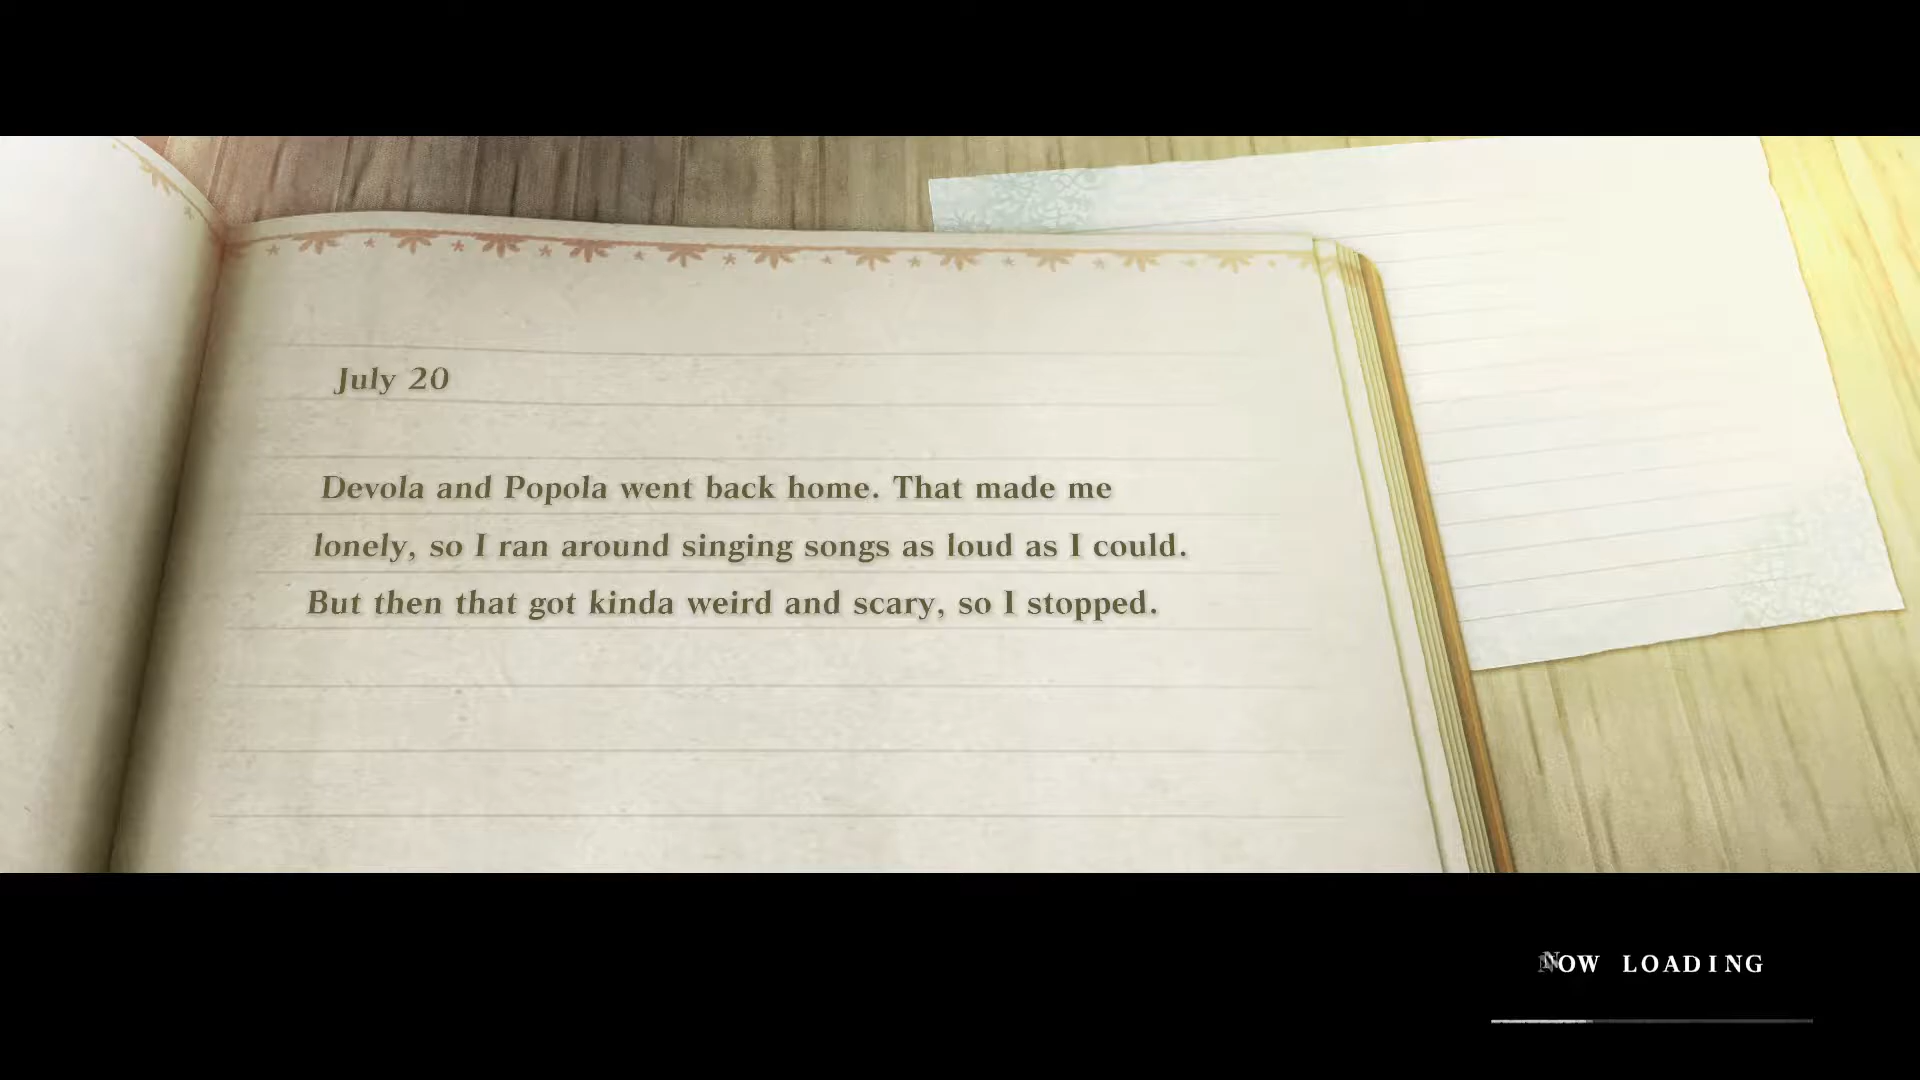 July 20
Devola and Popola went back home. That made me
lonely, so I ran around singing songs as loud as I could.
But then that got kinda weird and scary, so I stopped.
NOW LOADING